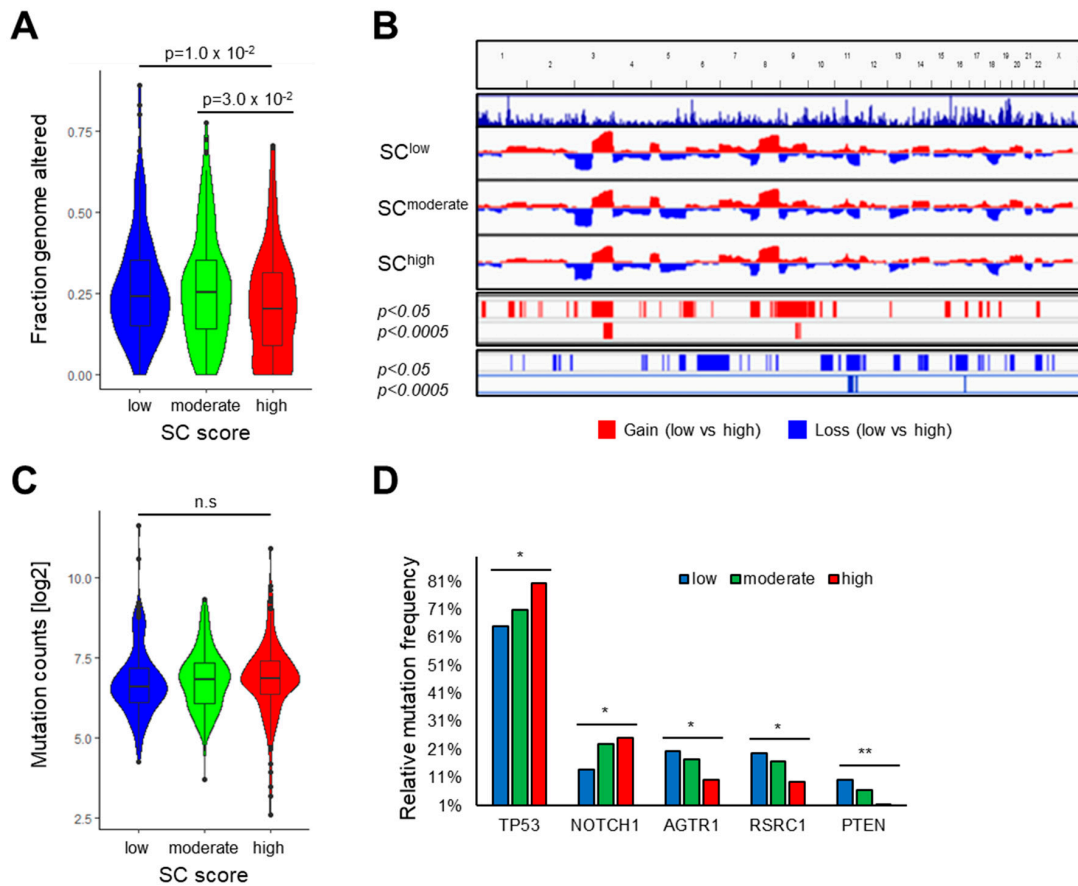 A
p=1.0 x 10-2
p=3.0 x 10-2
Fraction genome altered
0.75
0.50
0.25
0.00
low moderate high
SC score
B
1 3 5 7 9 11 13 15 17 19 21 X
2 4 6 8 10 12 14 16 18 20 22
SClow
SCmoderate
SChigh
p<0.05
p<0.0005
p<0.05
p<0.0005
Gain (low vs high) Loss (low vs high)
C
n.s
Mutation counts [log2]
10.0
7.5
5.0
2.5
low moderate high
SC score
D
Relative mutation frequency
81%
71%
61%
51%
41%
31%
21%
11%
1%
low moderate high
*
*
*
*
**
TP53 NOTCH1 AGTR1 RSRC1 PTEN